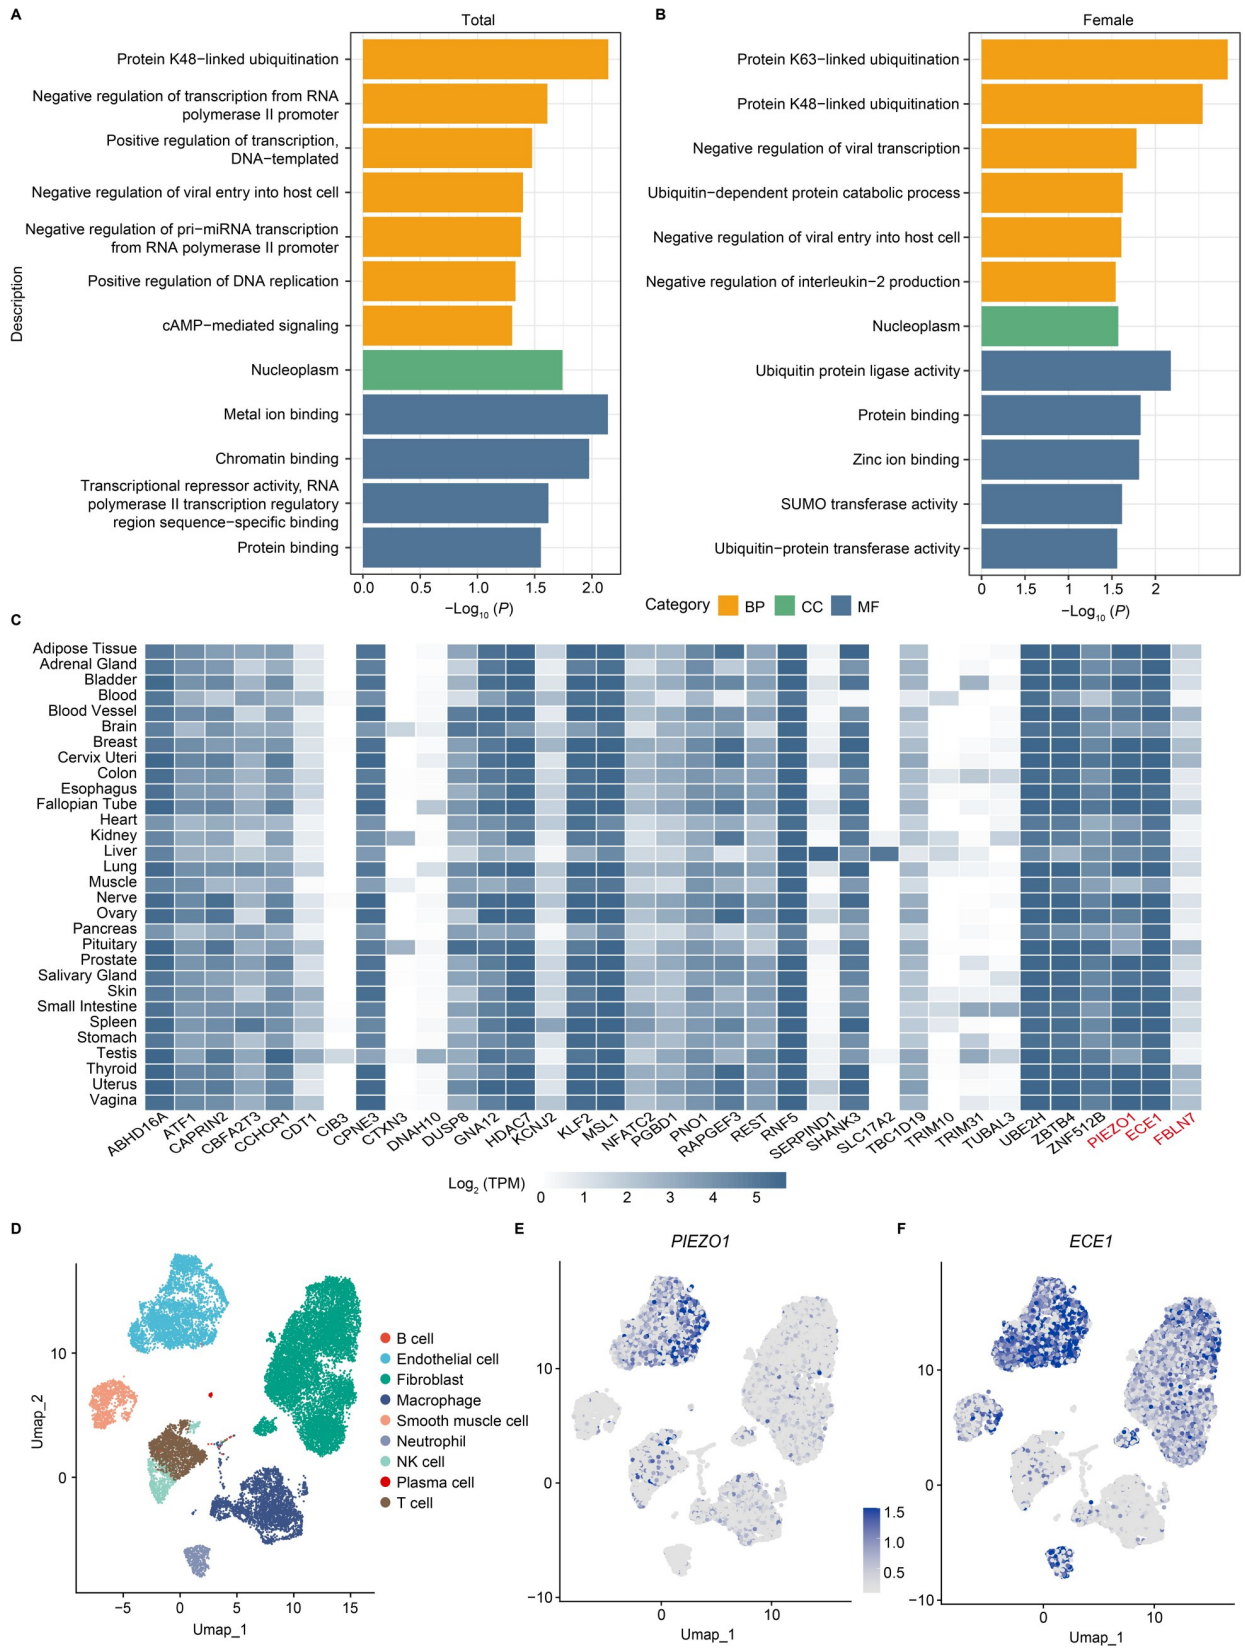 A
Total
Protein K48−linked ubiquitination
Negative regulation of transcription from RNA
polymerase II promoter
Positive regulation of transcription,
DNA−templated
Negative regulation of viral entry into host cell
Negative regulation of pri−miRNA transcription
from RNA polymerase II promoter
Positive regulation of DNA replication
cAMP−mediated signaling
Nucleoplasm
Metal ion binding
Chromatin binding
Transcriptional repressor activity, RNA
polymerase II transcription regulatory
region sequence−specific binding
Protein binding
Description
0.0 0.5 1.0 1.5 2.0
−Log10 (P)
B
Female
Protein K63−linked ubiquitination
Protein K48−linked ubiquitination
Negative regulation of viral transcription
Ubiquitin−dependent protein catabolic process
Negative regulation of viral entry into host cell
Negative regulation of interleukin−2 production
Nucleoplasm
Ubiquitin protein ligase activity
Protein binding
Zinc ion binding
SUMO transferase activity
Ubiquitin−protein transferase activity
0 1.5 1 1.5 2
−Log10 (P)
Category BP CC MF
C
Adipose Tissue
Adrenal Gland
Bladder
Blood
Blood Vessel
Brain
Breast
Cervix Uteri
Colon
Esophagus
Fallopian Tube
Heart
Kidney
Liver
Lung
Muscle
Nerve
Ovary
Pancreas
Pituitary
Prostate
Salivary Gland
Skin
Small Intestine
Spleen
Stomach
Testis
Thyroid
Uterus
Vagina
ABHD16A
ATF1
CAPRIN2
CBFA2T3
CCHCR1
CDT1
CIB3
CPNE3
CTXN3
DNAH10
DUSP8
GNA12
HDAC7
KCNJ2
KLF2
MSL1
NFATC2
PGBD1
PNO1
RAPGEF3
REST
RNF5
SERPIND1
SHANK3
SLC17A2
TBC1D19
TRIM10
TRIM31
TUBAL3
UBE2H
ZBTB4
ZNF512B
PIEZO1
ECE1
FBLN7
Log2 (TPM)
0 1 2 3 4 5
D
10
0
Umap_2
−5 0 5 10 15
Umap_1
B cell
Endothelial cell
Fibroblast
Macrophage
Smooth muscle cell
Neutrophil
NK cell
Plasma cell
T cell
E
PIEZO1
10
0
−10
0 10
Umap_1
1.5
1.0
0.5
F
ECE1
10
0
−10
0 10
Umap_1